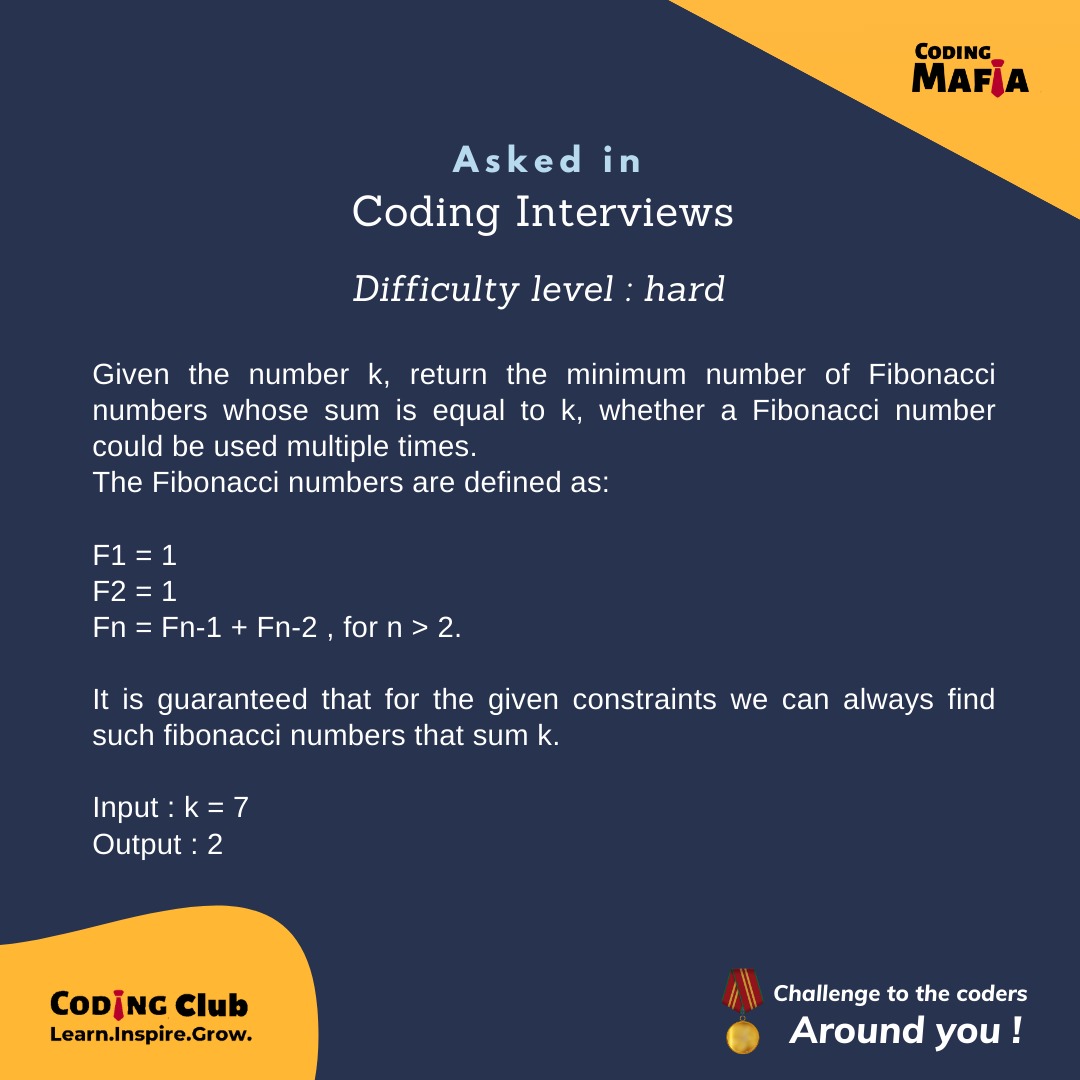 CODING
MAFIA
Asked in
Coding Interviews
Difficulty level : hard
Given the number k, return the minimum number of Fibonacci
numbers whose sum is equal to k, whether a Fibonacci number
could be used multiple times.
The Fibonacci numbers are defined as:
F1 = 1
F2 = 1
Fn = Fn-1 + Fn-2 , for n > 2.
It is guaranteed that for the given constraints we can always find
such fibonacci numbers that sum k.
Input : k = 7
Output : 2
CODING Club
Learn.Inspire.Grow.
Challenge to the coders
Around you !